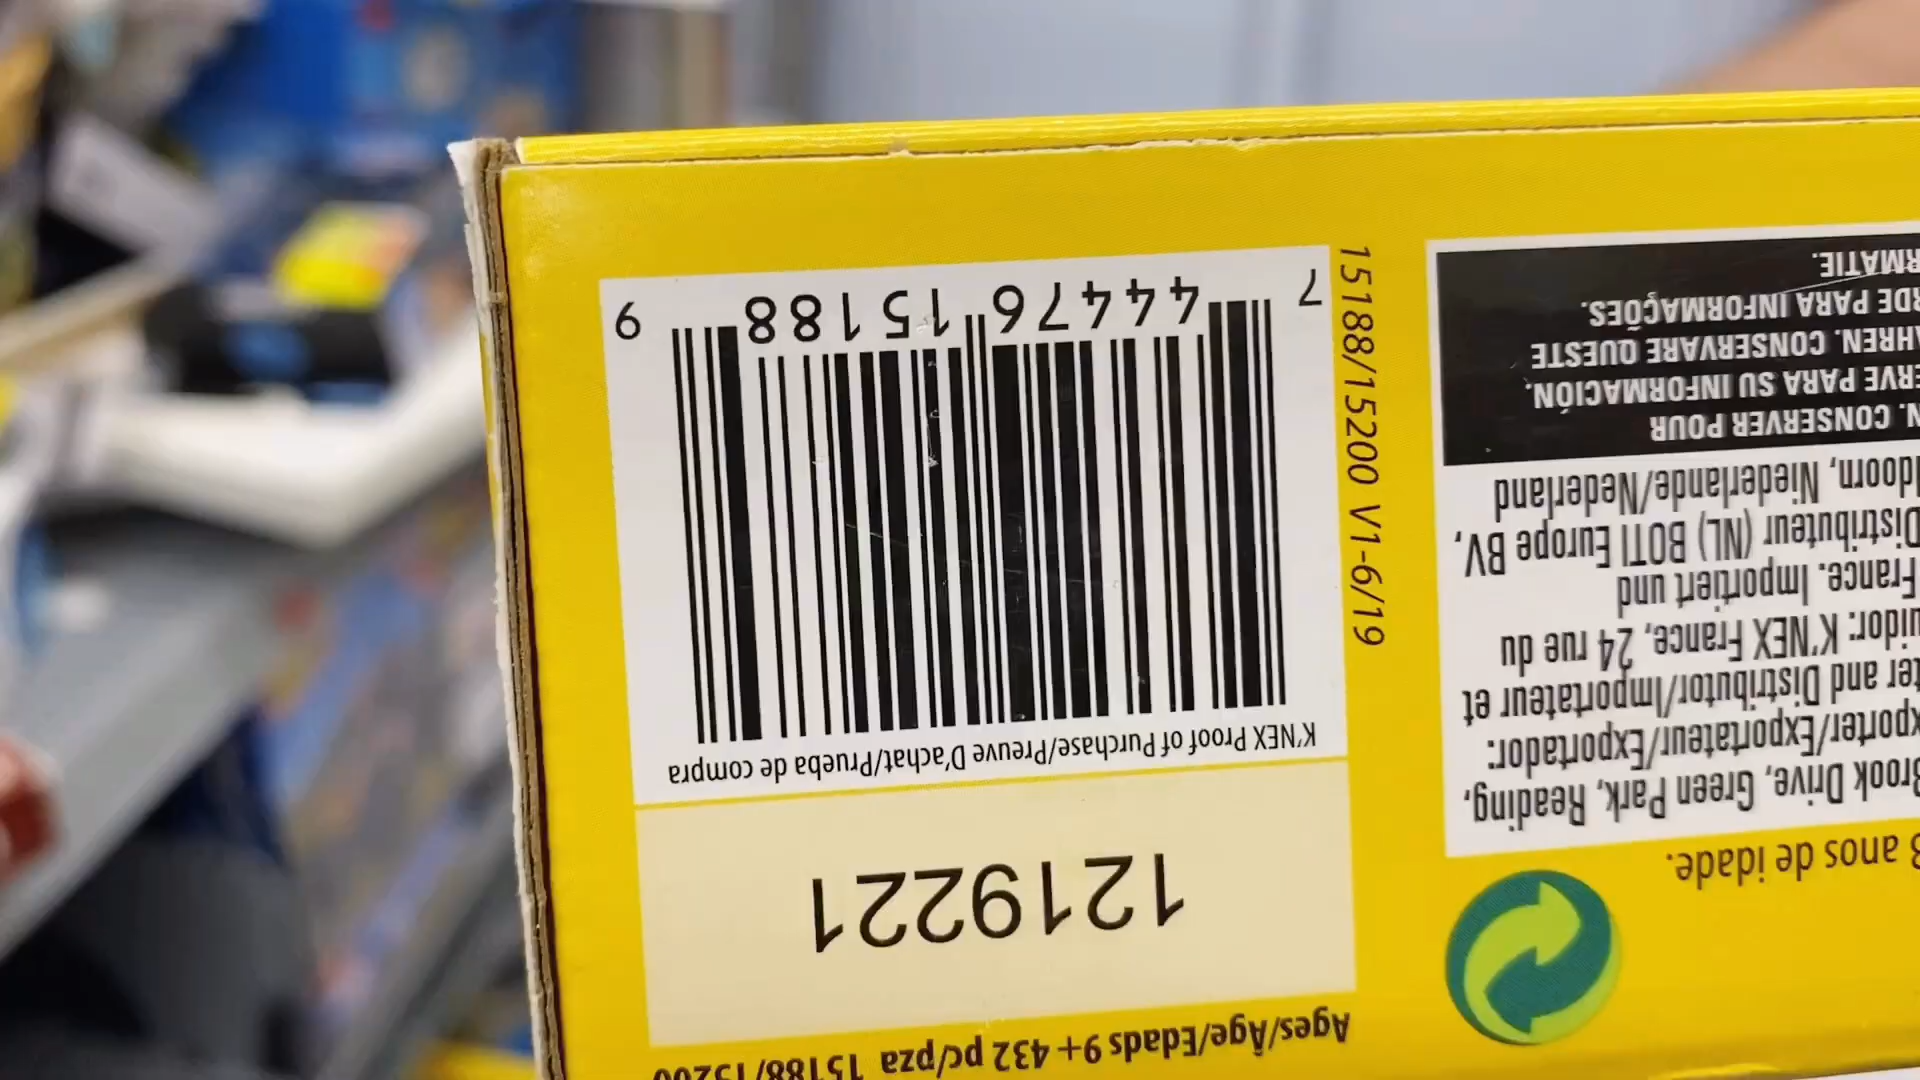 3 anos de idade.
Brook Drive, Green Park, Reading,
xporter/Exportateur/Exportador:
ter and Distributor/Importateur et
uidor: K'NEX France, 24 rue du
France. Importiert und
Distributeur (NL) BOTI Europe BV,
ldoorn, Niederlande/Nederland
N. CONSERVER POUR
ERVE PARA SU INFORMACIÓN.
AHREN. CONSERVARE QUESTE
RDE PARA INFORMAÇÕES.
RMATIE.
Ages/Âge/Edads 9+ 432 pc/pza 15188/15200
1219221
K'NEX Proof of Purchase/Preuve D'achat/Prueba de compra
7 44476 15188 9
15188/15200 V1-6/19